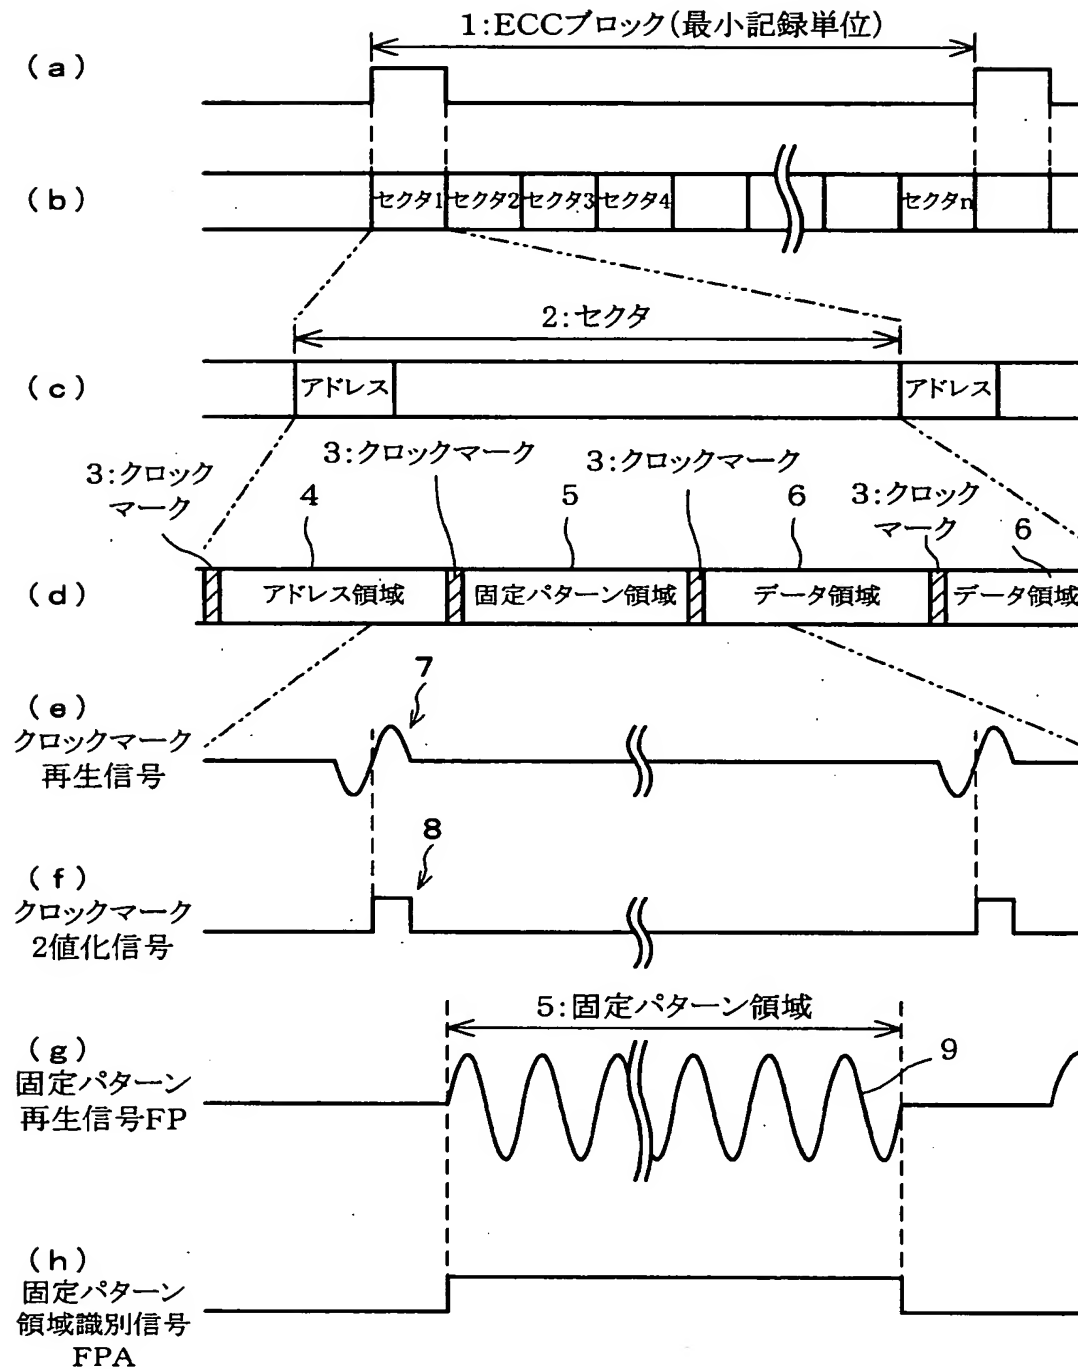 1:ECCブロック(最小記録単位)
(a)
(b)
セクタ1 セクタ2 セクタ3 セクタ4 セクタn
2:セクタ
(c)
アドレス アドレス
3:クロック
マーク
4
3:クロックマーク
5
3:クロックマーク
6
3:クロック
マーク
6
(d)
アドレス領域 固定パターン領域 データ領域 データ領域
7
(e)
クロックマーク
再生信号
8
(f)
クロックマーク
2値化信号
5:固定パターン領域
9
(g)
固定パターン
再生信号FP
(h)
固定パターン
領域識別信号
FPA